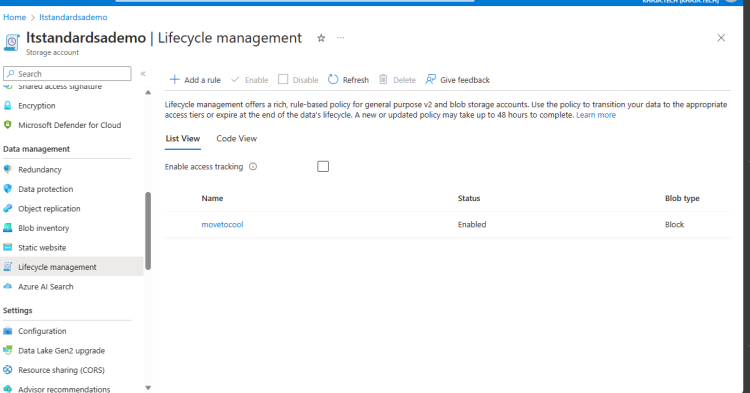 KHAJA.TECH (KHAJA.TECH)
Home > ltstandardsademo
ltstandardsademo | Lifecycle management
Storage account
Search
Shared access signature
Encryption
Microsoft Defender for Cloud
Data management
Redundancy
Data protection
Object replication
Blob inventory
Static website
Lifecycle management
Azure AI Search
Settings
Configuration
Data Lake Gen2 upgrade
Resource sharing (CORS)
Advisor recommendations
Add a rule Enable Disable Refresh Delete Give feedback
Lifecycle management offers a rich, rule-based policy for general purpose v2 and blob storage accounts. Use the policy to transition your data to the appropriate
access tiers or expire at the end of the data's lifecycle. A new or updated policy may take up to 48 hours to complete. Learn more
List View Code View
Enable access tracking
Name Status Blob type
movetocool Enabled Block